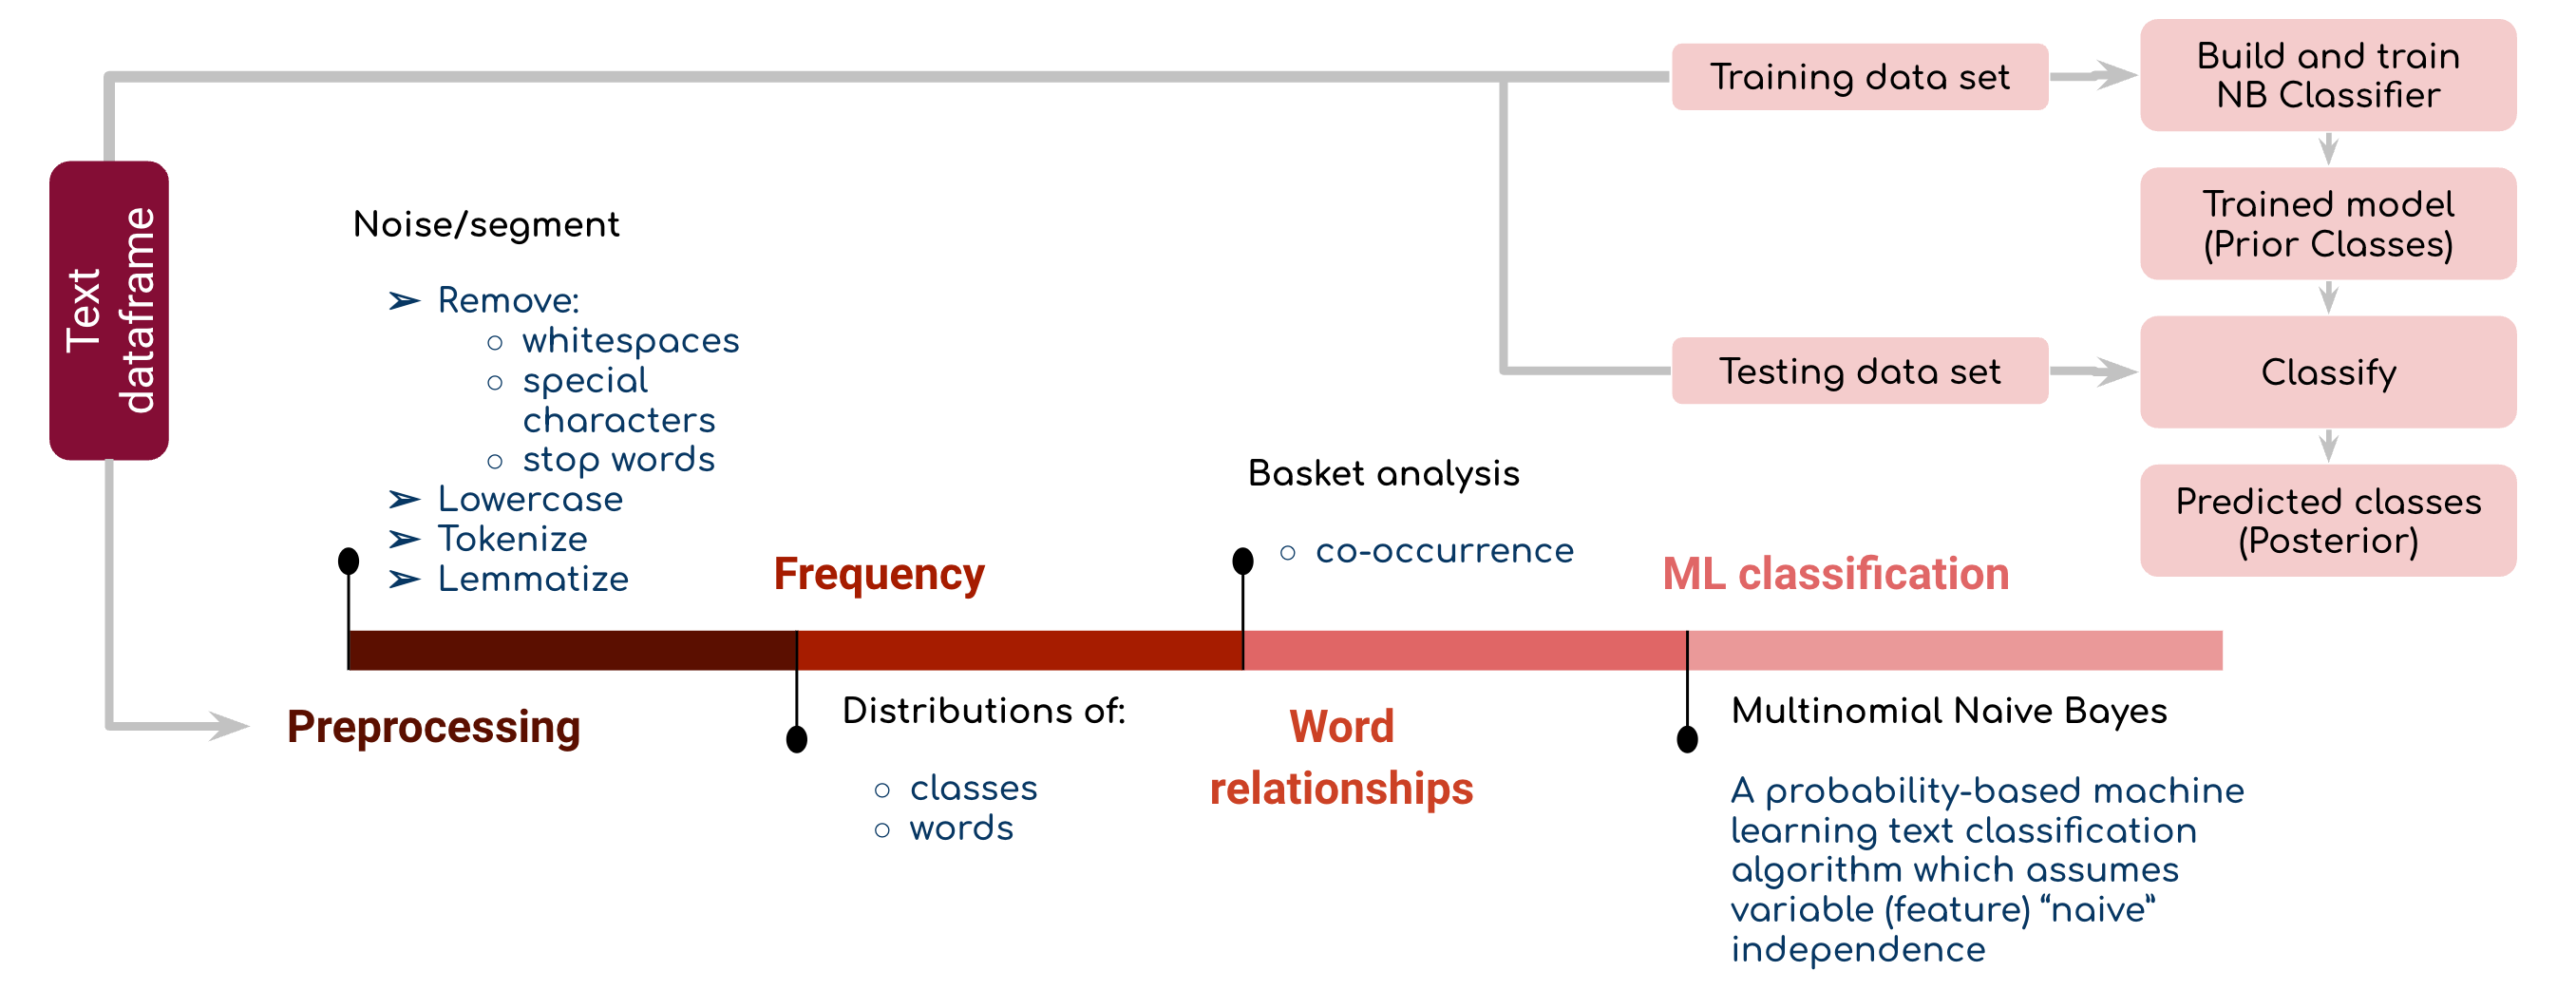 Text
dataframe
Training data set
Build and train
NB Classifier
Trained model
(Prior Classes)
Testing data set
Classify
Predicted classes
(Posterior)
Noise/segment
➢ Remove:
○ whitespaces
○ special
characters
○ stop words
➢ Lowercase
➢ Tokenize
➢ Lemmatize
Preprocessing
Frequency
Distributions of:
○ classes
○ words
Basket analysis
○ co-occurrence
Word
relationships
ML classification
Multinomial Naive Bayes
A probability-based machine
learning text classification
algorithm which assumes
variable (feature) “naive”
independence